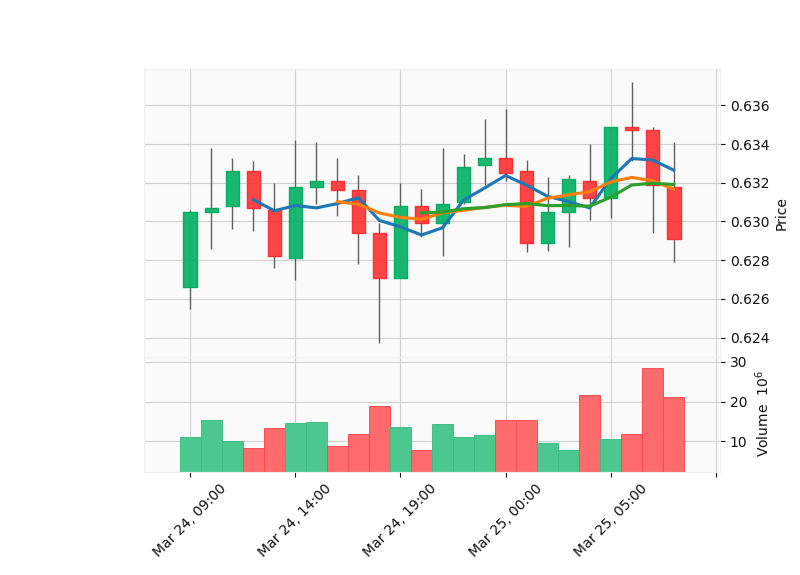 0.636
0.634
0.632
0.630
0.628
0.626
0.624
Price
30
20
10
Volume 10^6
Mar 24, 09:00
Mar 24, 14:00
Mar 24, 19:00
Mar 25, 00:00
Mar 25, 05:00